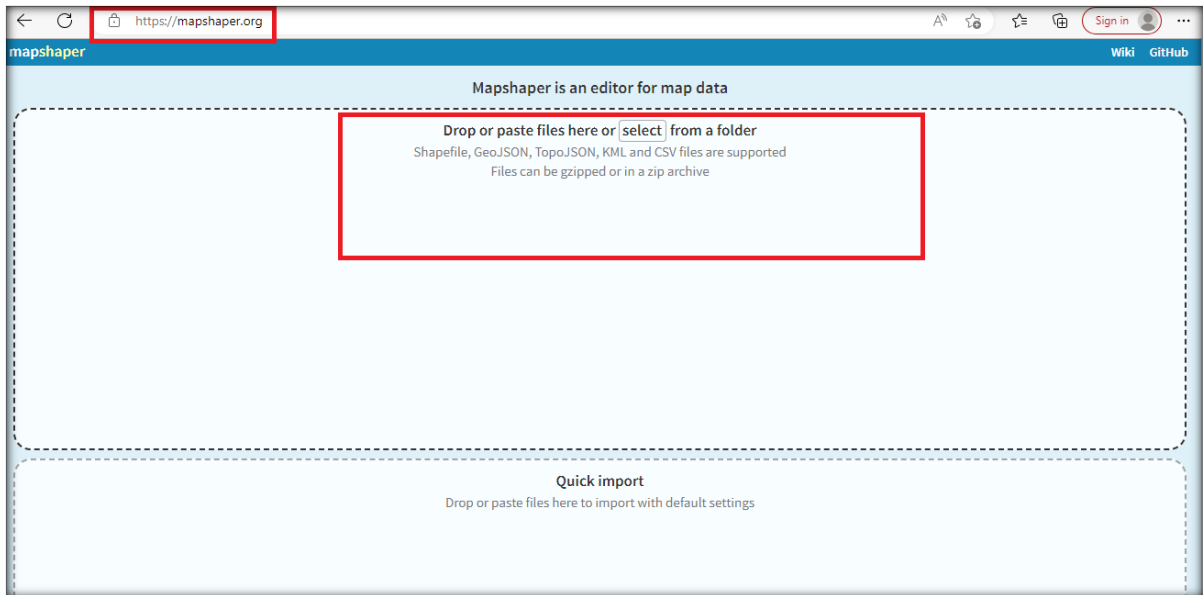 https://mapshaper.org
A
Sign in
mapshaper
Wiki GitHub
Mapshaper is an editor for map data
Drop or paste files here or select from a folder
Shapefile, GeoJSON, TopoJSON, KML and CSV files are supported
Files can be gzipped or in a zip archive
Quick import
Drop or paste files here to import with default settings